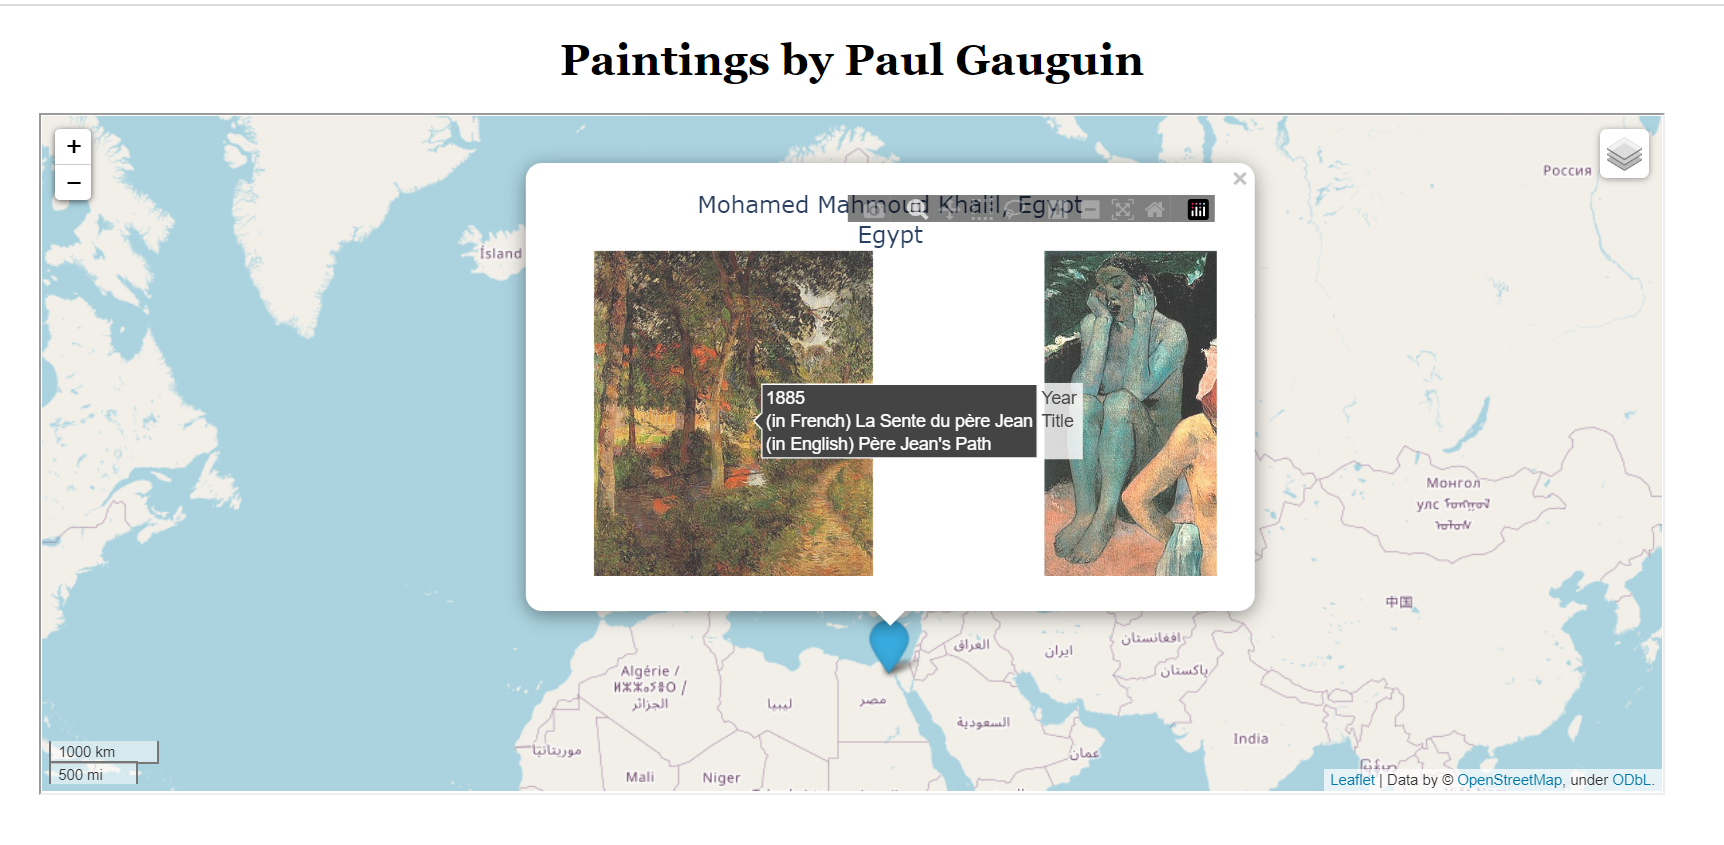 Paintings by Paul Gauguin
+
−
Россия
×
Mohamed Mahmoud Khalil, Egypt
Egypt
Ísland
1885
(in French) La Sente du père Jean
(in English) Père Jean's Path
Year
Title
Монгол
улс
中国
افغانستان
العراق
ایران
پاکستان
Algérie /
الجزائر
ليبيا
مصر
السعودية
India
موريتانيا
عمان
1000 km
500 mi
Mali
Niger
Leaflet | Data by © OpenStreetMap, under ODbL.